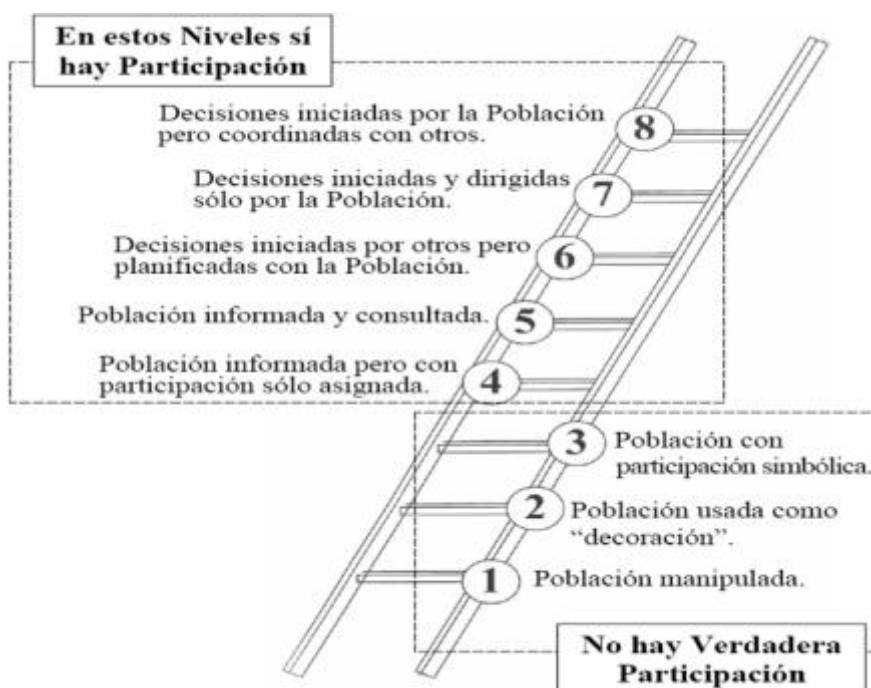 En estos Niveles sí
hay Participación
Decisiones iniciadas por la Población
pero coordinadas con otros.
8
Decisiones iniciadas y dirigidas
sólo por la Población.
7
Decisiones iniciadas por otros pero
planificadas con la Población.
6
Población informada y consultada.
5
Población informada pero con
participación sólo asignada.
4
3
Población con
participación simbólica.
2
Población usada como
“decoración”.
1
Población manipulada.
No hay Verdadera
Participación